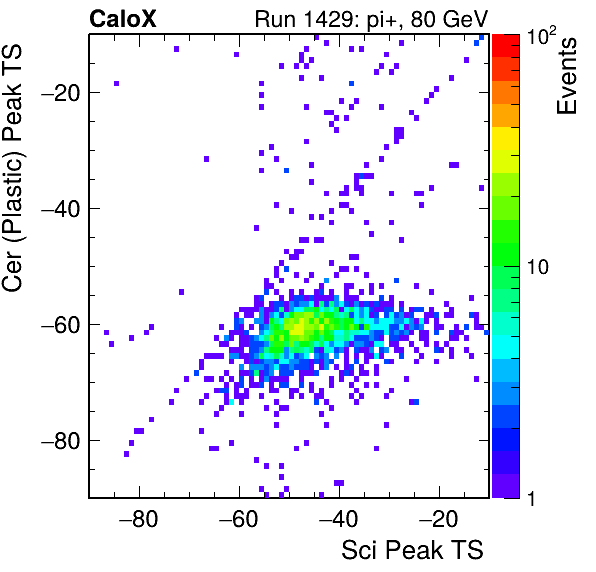 CaloX Run 1429: pi+, 80 GeV
Cer (Plastic) Peak TS
−20
−40
−60
−80
−80 −60 −40 −20
Sci Peak TS
10²
10
1
Events